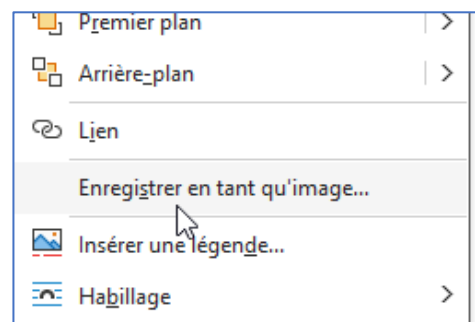 Premier plan
Arrière-plan
Lien
Enregistrer en tant qu'image...
Insérer une légende...
Habillage